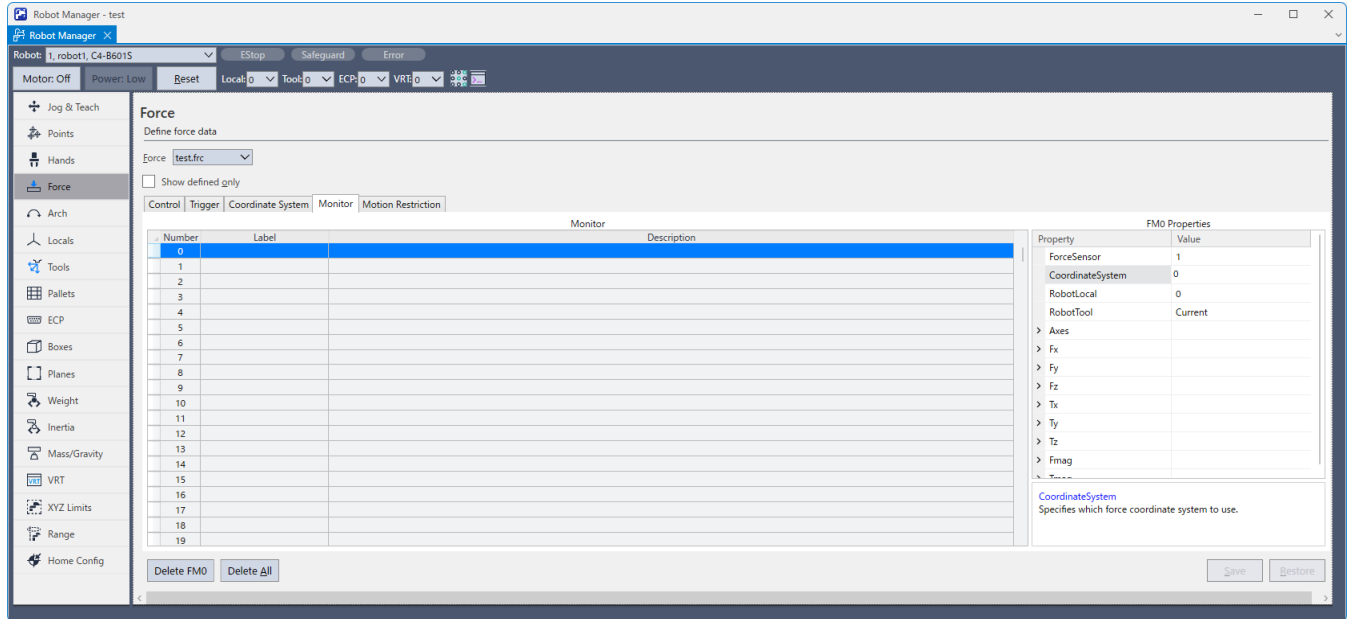 Robot Manager - test
Robot Manager
Robot: 1, robot1, C4-B601S EStop Safeguard Error
Motor: Off Power: Low Reset Local: 0 Tool: 0 ECP: 0 VRT: 0
Jog & Teach
Points
Hands
Force
Arch
Locals
Tools
Pallets
ECP
Boxes
Planes
Weight
Inertia
Mass/Gravity
VRT VRT
XYZ Limits
Range
Home Config
Force
Define force data
Force test.frc
Show defined only
Control Trigger Coordinate System Monitor Motion Restriction
Monitor
Number Label Description
0
1
2
3
4
5
6
7
8
9
10
11
12
13
14
15
16
17
18
19
FM0 Properties
Property Value
ForceSensor 1
CoordinateSystem 0
RobotLocal 0
RobotTool Current
Axes
Fx
Fy
Fz
Tx
Ty
Tz
Fmag
CoordinateSystem
Specifies which force coordinate system to use.
Delete FM0 Delete All Save Restore